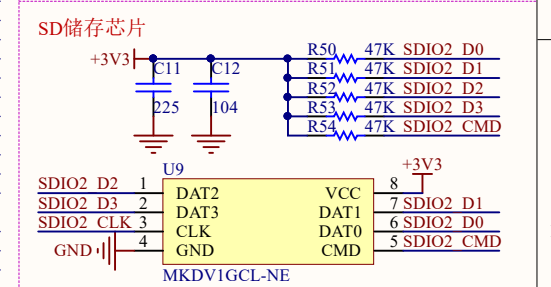 SD储存芯片
+3V3
C11
C12
225
104
R50 47K SDIO2_D0
R51 47K SDIO2_D1
R52 47K SDIO2_D2
R53 47K SDIO2_D3
R54 47K SDIO2_CMD
U9
+3V3
SDIO2_D2 1 DAT2 VCC 8
SDIO2_D3 2 DAT3 DAT1 7 SDIO2_D1
SDIO2_CLK 3 CLK DAT0 6 SDIO2_D0
GND 4 GND CMD 5 SDIO2_CMD
MKDV1GCL-NE